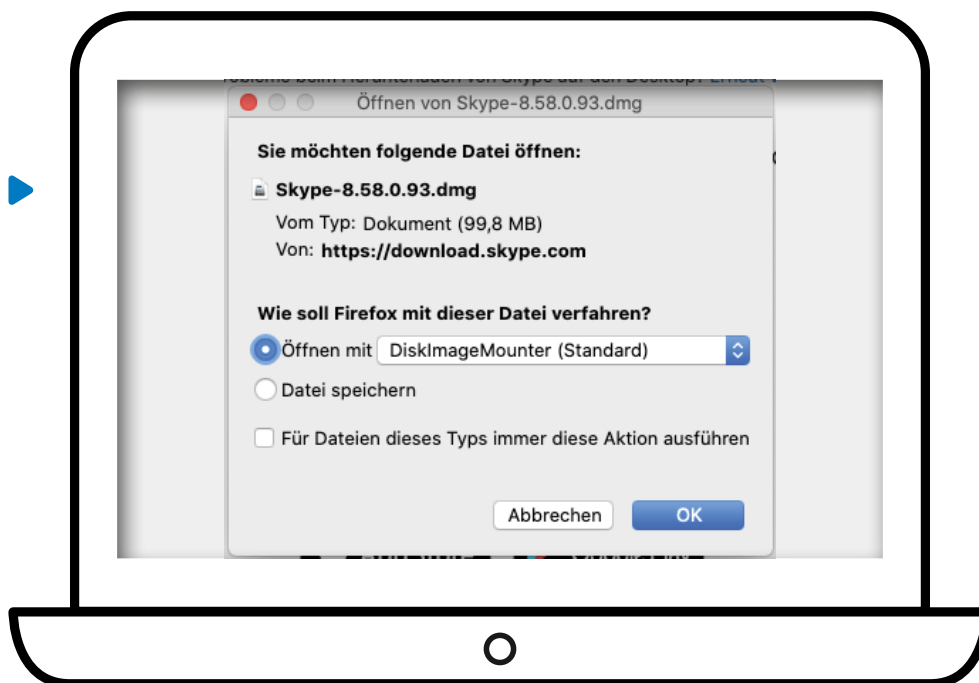 Öffnen von Skype-8.58.0.93.dmg
Sie möchten folgende Datei öffnen:
Skype-8.58.0.93.dmg
Vom Typ: Dokument (99,8 MB)
Von: https://download.skype.com
Wie soll Firefox mit dieser Datei verfahren?
Öffnen mit DiskImageMounter (Standard)
Datei speichern
Für Dateien dieses Typs immer diese Aktion ausführen
Abbrechen OK